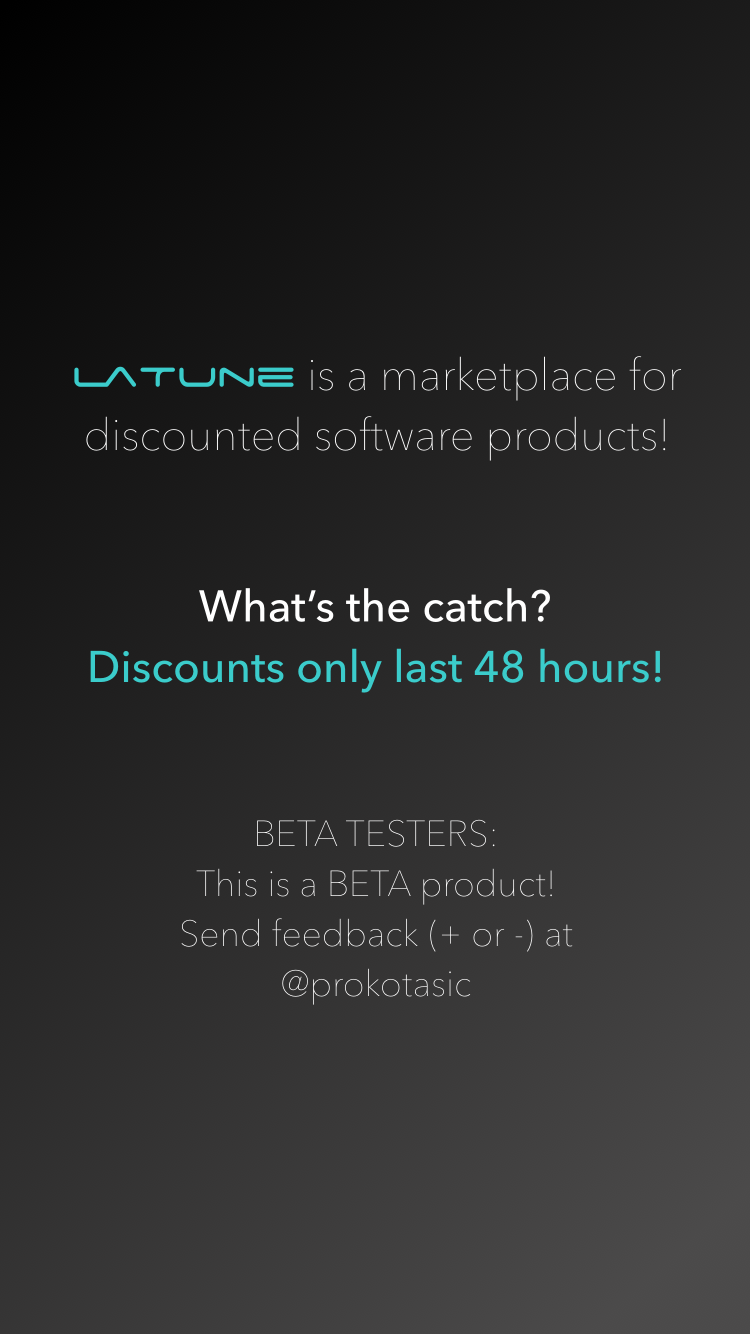 LATUNE is a marketplace for
discounted software products!
What’s the catch?
Discounts only last 48 hours!
BETA TESTERS:
This is a BETA product!
Send feedback (+ or -) at
@prokotasic